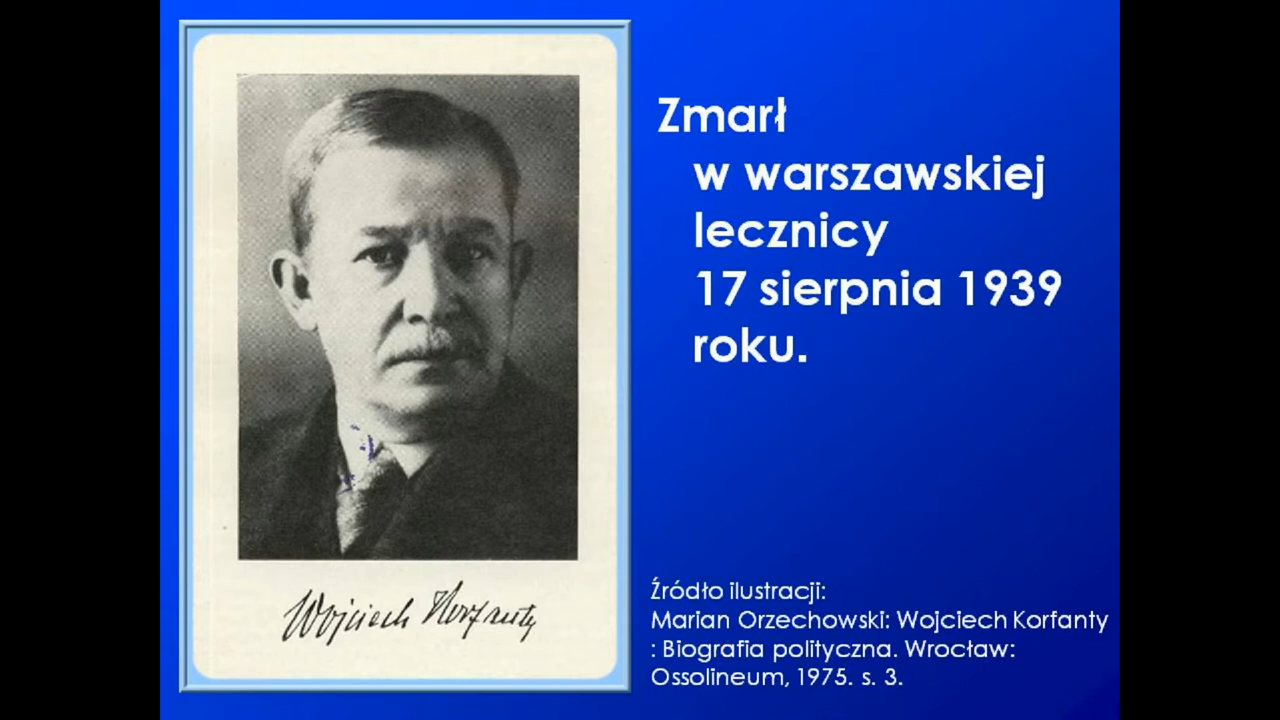 Zmarł
w warszawskiej
lecznicy
17 sierpnia 1939
roku.
Wojciech Korfanty
Źródło ilustracji:
Marian Orzechowski: Wojciech Korfanty
: Biografia polityczna. Wrocław:
Ossolineum, 1975. s. 3.